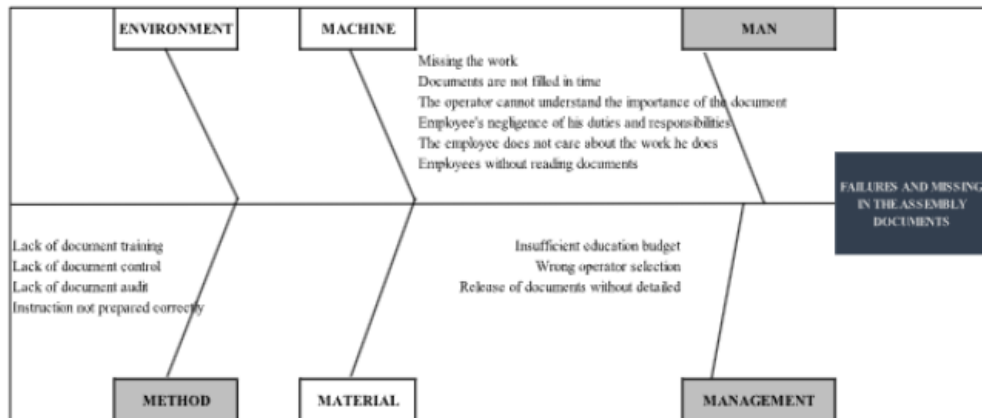 ENVIRONMENT
MACHINE
MAN
Missing the work
Documents are not filled in time
The operator cannot understand the importance of the document
Employee's negligence of his duties and responsibilities
The employee does not care about the work he does
Employees without reading documents
FAILURES AND MISSING
IN THE ASSEMBLY
DOCUMENTS
Lack of document training
Lack of document control
Lack of document audit
Instruction not prepared correctly
Insufficient education budget
Wrong operator selection
Release of documents without detailed
METHOD
MATERIAL
MANAGEMENT